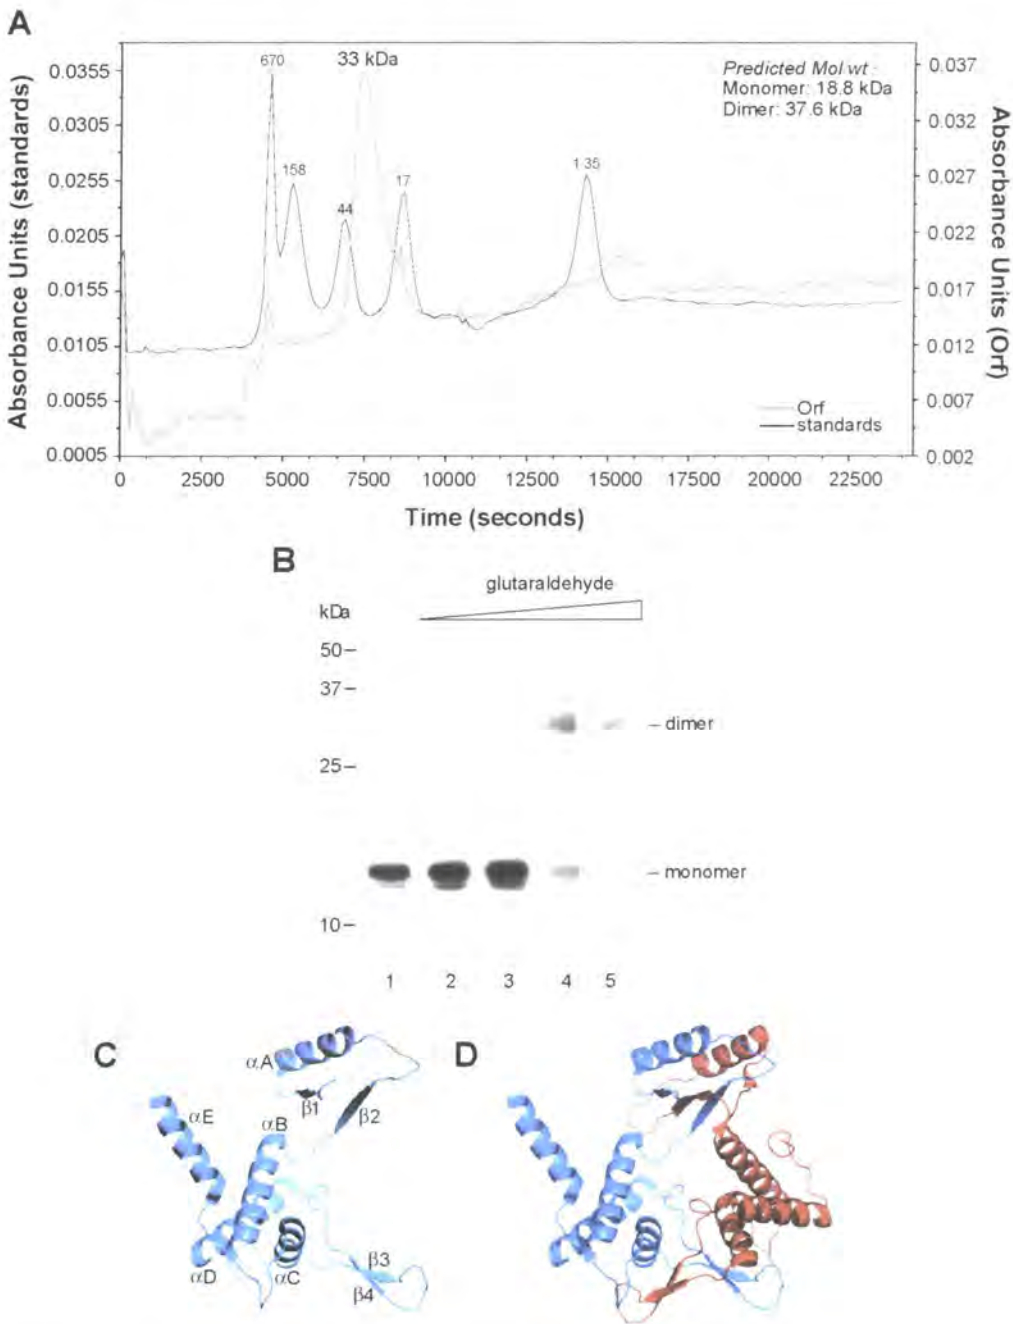 A
670
33 kDa
158
44
17
1 35
Predicted Mol wt :
Monomer: 18.8 kDa
Dimer: 37.6 kDa
Absorbance Units (standards)
0.0355
0.0305
0.0255
0.0205
0.0155
0.0105
0.0055
0.0005
Absorbance Units (Orf)
0.037
0.032
0.027
0.022
0.017
0.012
0.007
0.002
Orf
standards
0 2500 5000 7500 10000 12500 15000 17500 20000 22500
Time (seconds)
B
glutaraldehyde
kDa
50
37
25
10
dimer
monomer
1 2 3 4 5
C
αA
β1
β2
αE
αB
αD
αC
β3
β4
D